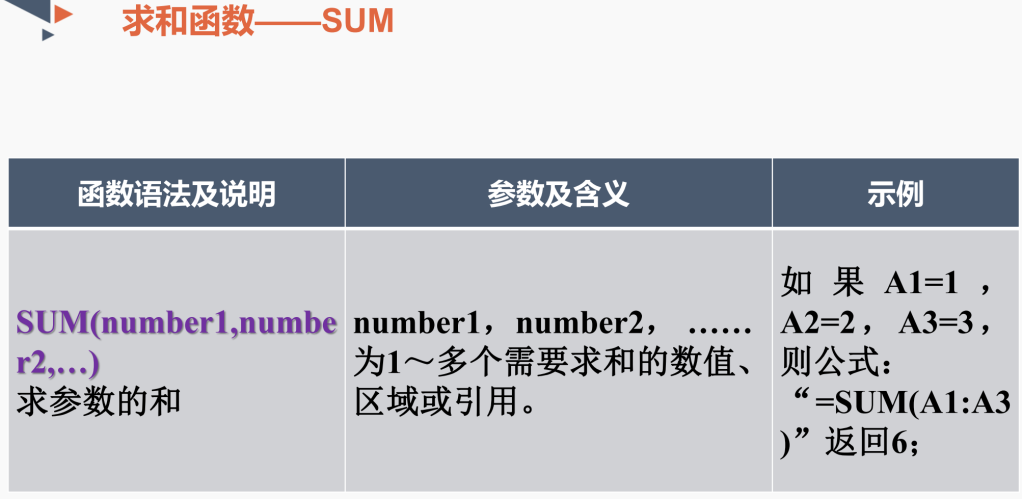 求和函数——SUM
函数语法及说明
参数及含义
示例
SUM(number1,numbe
r2,…)
求参数的和
number1，number2， ……
为1～多个需要求和的数值、
区域或引用。
如果A1=1，
A2=2，A3=3，
则公式：
“=SUM(A1:A3
)”返回6；